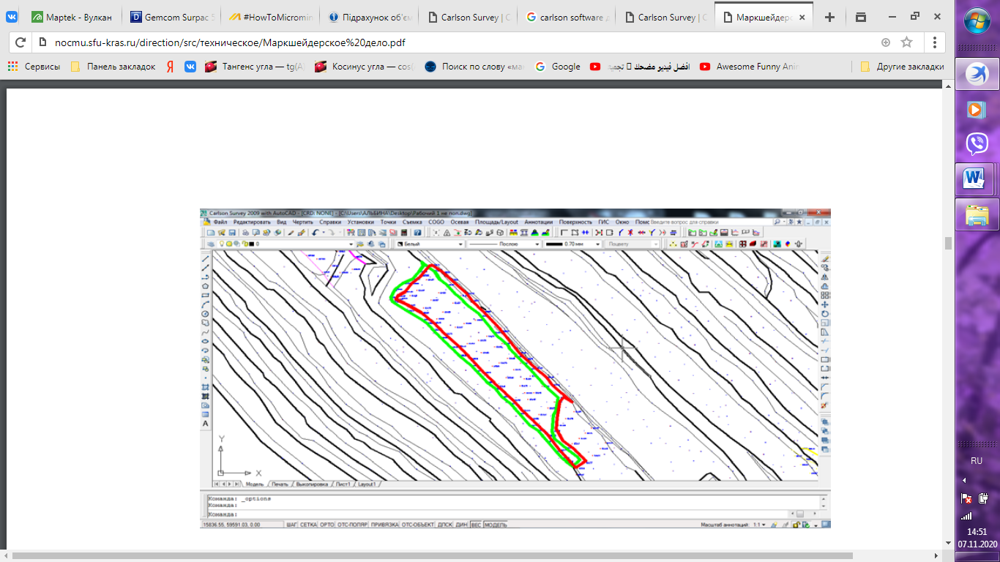 Maptek - Вулкан
Gemcom Surpac
#HowToMicromin
Підрахунок об'єм
Carlson Survey | C
carlson software д
Carlson Survey | C
Маркшейдерс
nocmu.sfu-kras.ru/direction/src/техническое/Маркшейдерское%20дело.pdf
Сервисы
Панель закладок
Тангенс угла — tg(A
Косинус угла — cos(
Поиск по слову «ма
Google
افضل فيديو مضحك
Awesome Funny Ani
Другие закладки
Carlson Survey 2009 with AutoCAD - [CRD: NONE] - [C:\Users\АЛЬБИНА\Desktop\Рабочий 1 не поп.dwg]
Файл Редактировать Вид Чертить Справки Установки Точки Съемка COGO Осевая Площадь/Layout Аннотации Поверхность ГИС Окно Помс Введите вопрос для справки
0 Белый Послою 0.70 мм Поцвету
A
Y
X
Модель Печать Выкопировка Лист1 Layout1
Команда: _options
Команда:
Команда:
15836.55, 59591.03, 0.00 ШАГ СЕТКА ОРТО ОТС-ПОЛЯР ПРИВЯЗКА ОТС-ОБЪЕКТ ДПСК ДИН ВЕС МОДЕЛЬ Масштаб аннотаций: 1:1
RU
14:51
07.11.2020